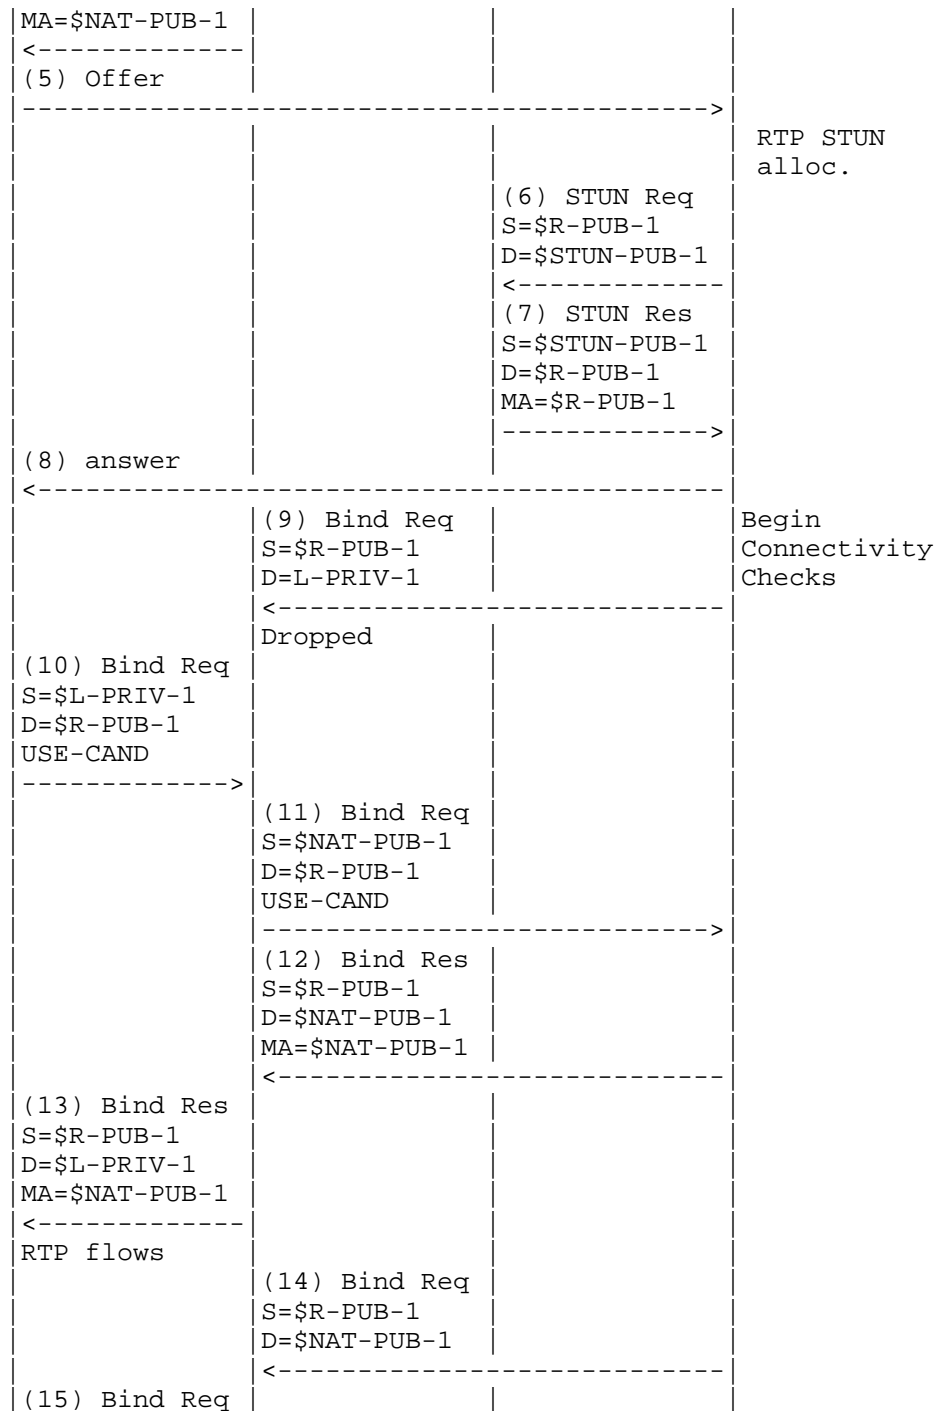 |MA=$NAT-PUB-1 |              |              |
|<-------------|              |              |
|(5) Offer     |              |              |
|------------------------------------------->|
|              |              |              | RTP STUN
|              |              |              | alloc.
|              |              |(6) STUN Req  |
|              |              |S=$R-PUB-1    |
|              |              |D=$STUN-PUB-1 |
|              |              |<-------------|
|              |              |(7) STUN Res  |
|              |              |S=$STUN-PUB-1 |
|              |              |D=$R-PUB-1    |
|              |              |MA=$R-PUB-1   |
|              |              |------------->|
|(8) answer    |              |              |
|<-------------------------------------------|
|              |(9) Bind Req  |              |Begin
|              |S=$R-PUB-1    |              |Connectivity
|              |D=L-PRIV-1    |              |Checks
|              |<----------------------------|
|              |Dropped       |              |
|(10) Bind Req |              |              |
|S=$L-PRIV-1   |              |              |
|D=$R-PUB-1    |              |              |
|USE-CAND      |              |              |
|------------->|              |              |
|              |(11) Bind Req |              |
|              |S=$NAT-PUB-1  |              |
|              |D=$R-PUB-1    |              |
|              |USE-CAND      |              |
|              |---------------------------->|
|              |(12) Bind Res |              |
|              |S=$R-PUB-1    |              |
|              |D=$NAT-PUB-1  |              |
|              |MA=$NAT-PUB-1 |              |
|              |<----------------------------|
|(13) Bind Res |              |              |
|S=$R-PUB-1    |              |              |
|D=$L-PRIV-1   |              |              |
|MA=$NAT-PUB-1 |              |              |
|<-------------|              |              |
|RTP flows     |              |              |
|              |(14) Bind Req |              |
|              |S=$R-PUB-1    |              |
|              |D=$NAT-PUB-1  |              |
|              |<----------------------------|
|(15) Bind Req |              |              |